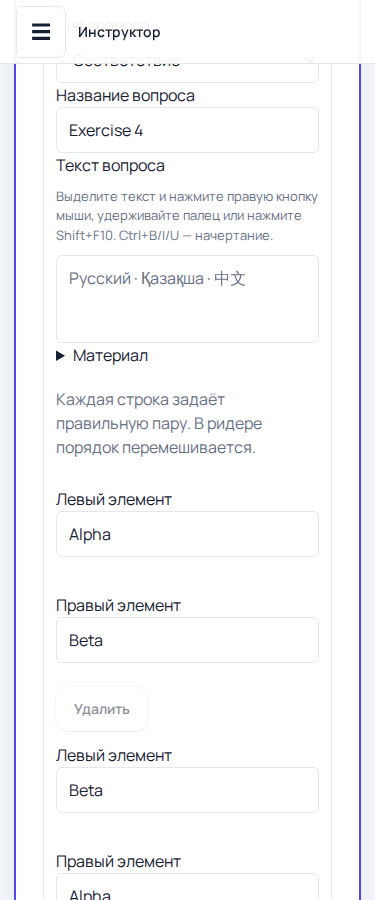 Инструктор
Соответствие
Название вопроса
Exercise 4
Текст вопроса
Выделите текст и нажмите правую кнопку
мыши, удерживайте палец или нажмите
Shift+F10. Ctrl+B/I/U — начертание.
Русский · Қазақша · 中文
Материал
Каждая строка задаёт
правильную пару. В ридере
порядок перемешивается.
Левый элемент
Alpha
Правый элемент
Beta
Удалить
Левый элемент
Beta
Правый элемент
Alpha